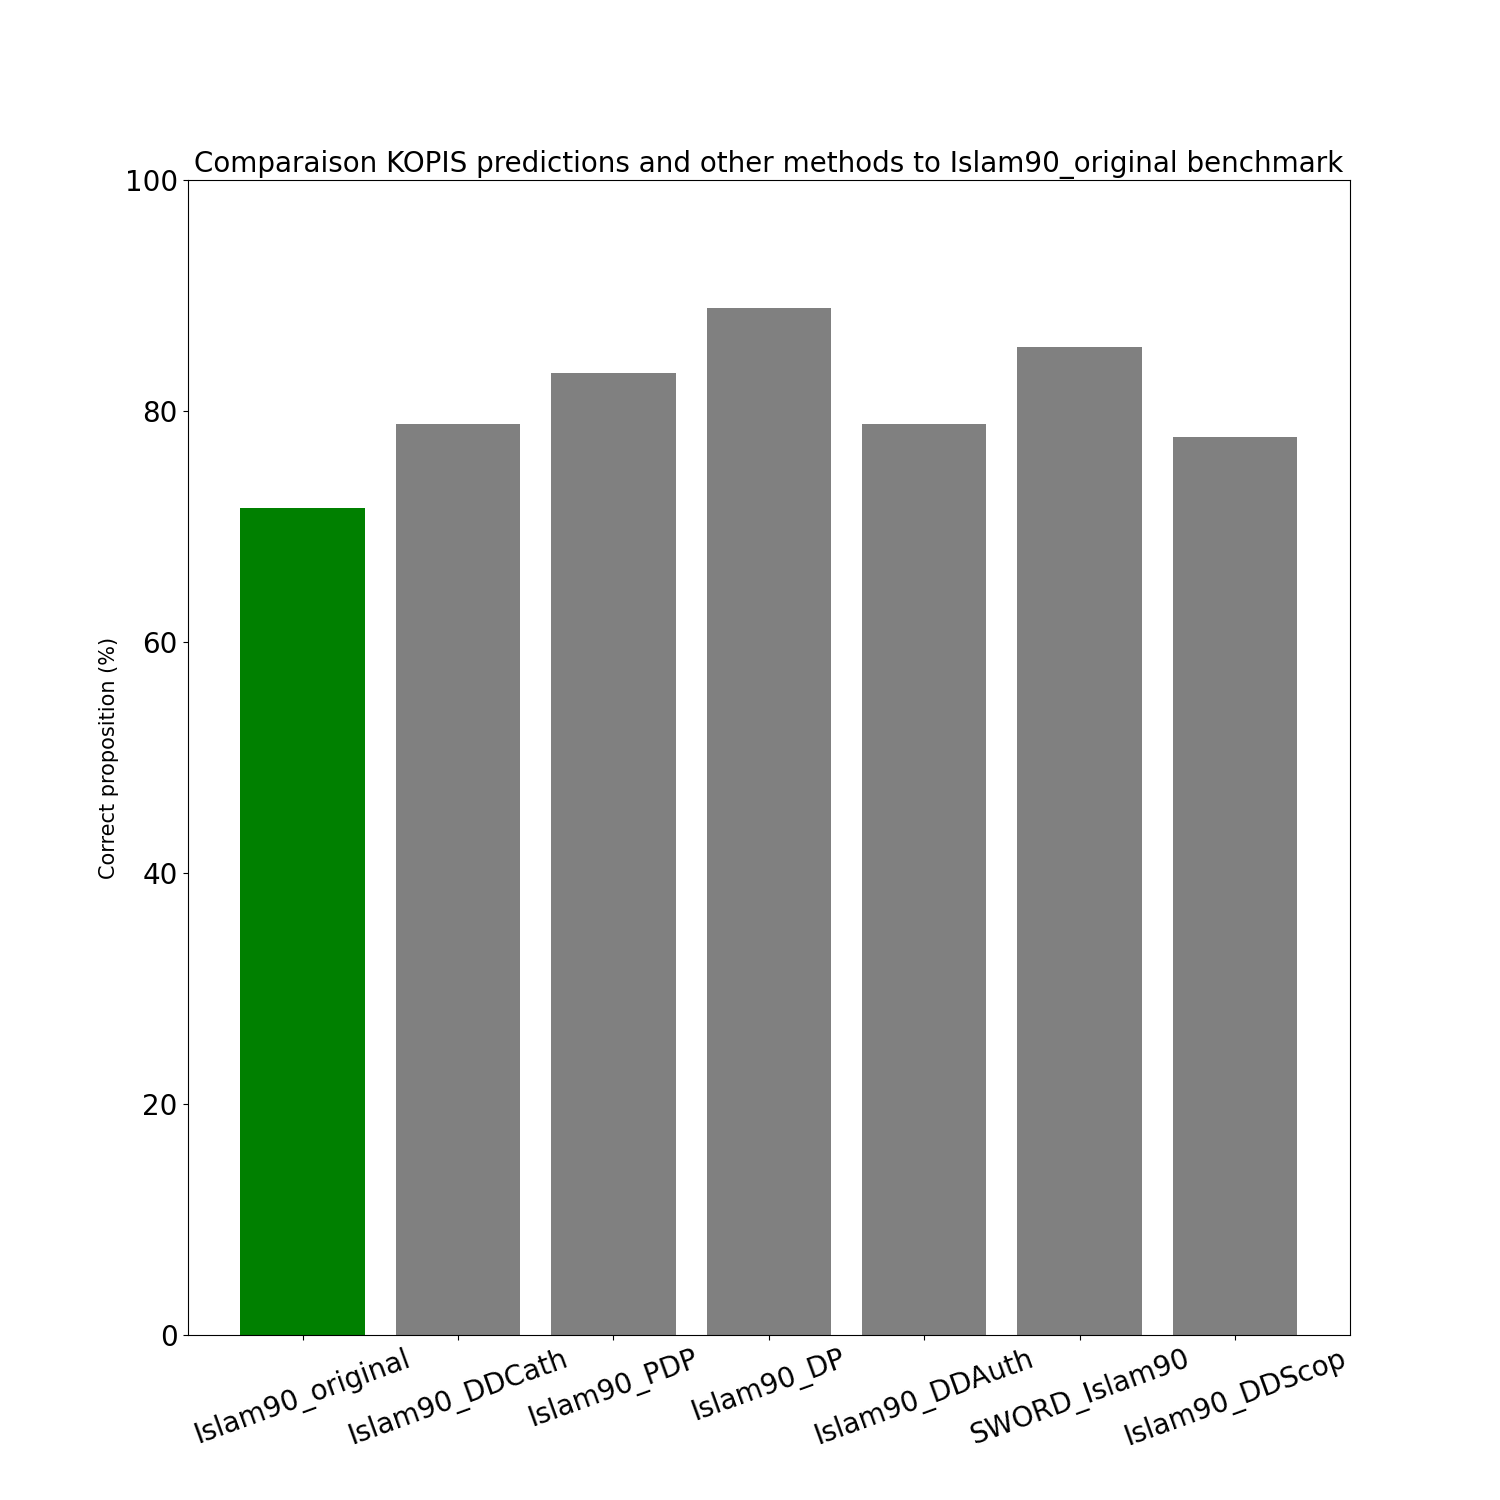 Comparaison KOPIS predictions and other methods to Islam90_original benchmark
100
80
60
40
20
0
Correct proposition (%)
Islam90_original
Islam90_DDCath
Islam90_PDP
Islam90_DP
Islam90_DDAuth
SWORD_Islam90
Islam90_DDScop